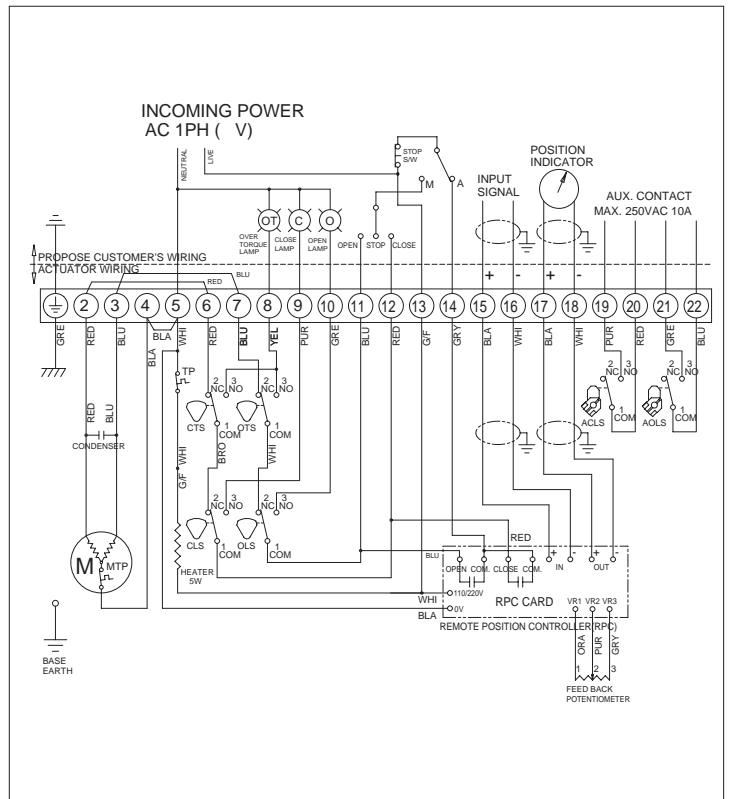 INCOMING POWER
AC 1PH ( V)
NEUTRAL
LIVE
STOP
S/W
M
A
POSITION
INDICATOR
INPUT
SIGNAL
AUX. CONTACT
MAX. 250VAC 10A
OT
C
O
OVER
TORQUE
LAMP
CLOSE
LAMP
OPEN
LAMP
OPEN
STOP
CLOSE
PROPOSE CUSTOMER'S WIRING
ACTUATOR WIRING
BLU
RED
+ - + -
2 3 4 5 6 7 8 9 10 11 12 13 14 15 16 17 18 19 20 21 22
GRE RED BLU BLA WHI RED BLU YEL PUR GRE BLU RED G/F GRY BLA WHI BLA WHI PUR RED GRE BLU
BLA
TP
2 3
NC NO
CTS
1
COM
2 3
NC NO
OTS
1
COM
2 3
NC NO
ACLS
1
COM
2 3
NC NO
AOLS
1
COM
RED
BLU
CONDENSER
WHI
G/F
BRO
WHI
2 3
NC NO
CLS
1
COM
2 3
NC NO
OLS
1
COM
M
MTP
HEATER
5W
BLU
RED
OPEN COM. CLOSE COM.
+ -
IN
+ -
OUT
WHI
110/220V
BLA
0V
RPC CARD
VR1 VR2 VR3
REMOTE POSITION CONTROLLER(RPC)
ORA
PUR
GRY
1 2 3
FEED BACK
POTENTIOMETER
BASE
EARTH